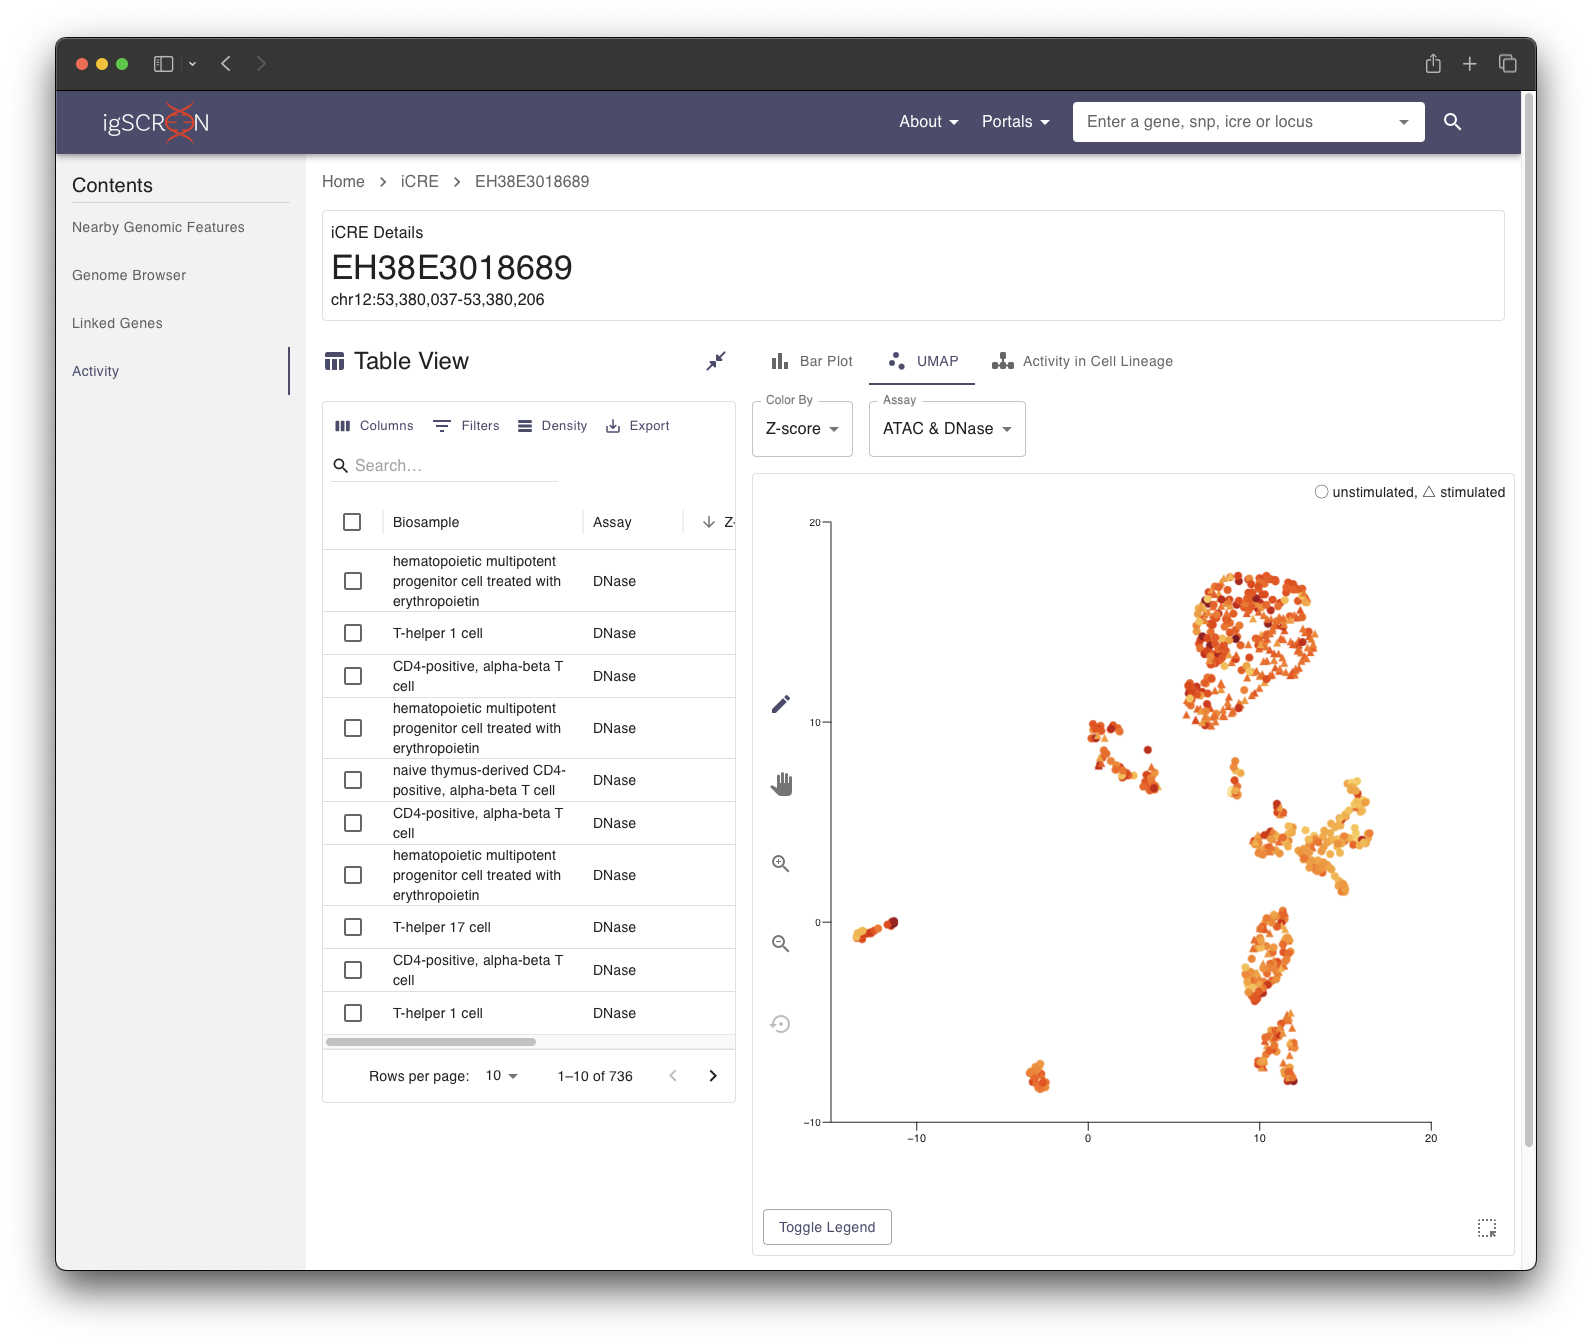 igSCREEN
About
Portals
Enter a gene, snp, icre or locus
Contents
Nearby Genomic Features
Genome Browser
Linked Genes
Activity
Home
iCRE
EH38E3018689
iCRE Details
EH38E3018689
chr12:53,380,037-53,380,206
Table View
Bar Plot
UMAP
Activity in Cell Lineage
Color By
Z-score
Assay
ATAC & DNase
Columns
Filters
Density
Export
Search…
Biosample
Assay
Z-
hematopoietic multipotent
progenitor cell treated with
erythropoietin
DNase
T-helper 1 cell
DNase
CD4-positive, alpha-beta T
cell
DNase
hematopoietic multipotent
progenitor cell treated with
erythropoietin
DNase
naive thymus-derived CD4-
positive, alpha-beta T cell
DNase
CD4-positive, alpha-beta T
cell
DNase
hematopoietic multipotent
progenitor cell treated with
erythropoietin
DNase
T-helper 17 cell
DNase
CD4-positive, alpha-beta T
cell
DNase
T-helper 1 cell
DNase
Rows per page:
10
1–10 of 736
unstimulated, △ stimulated
20
10
0
−10
−10
0
10
20
Toggle Legend